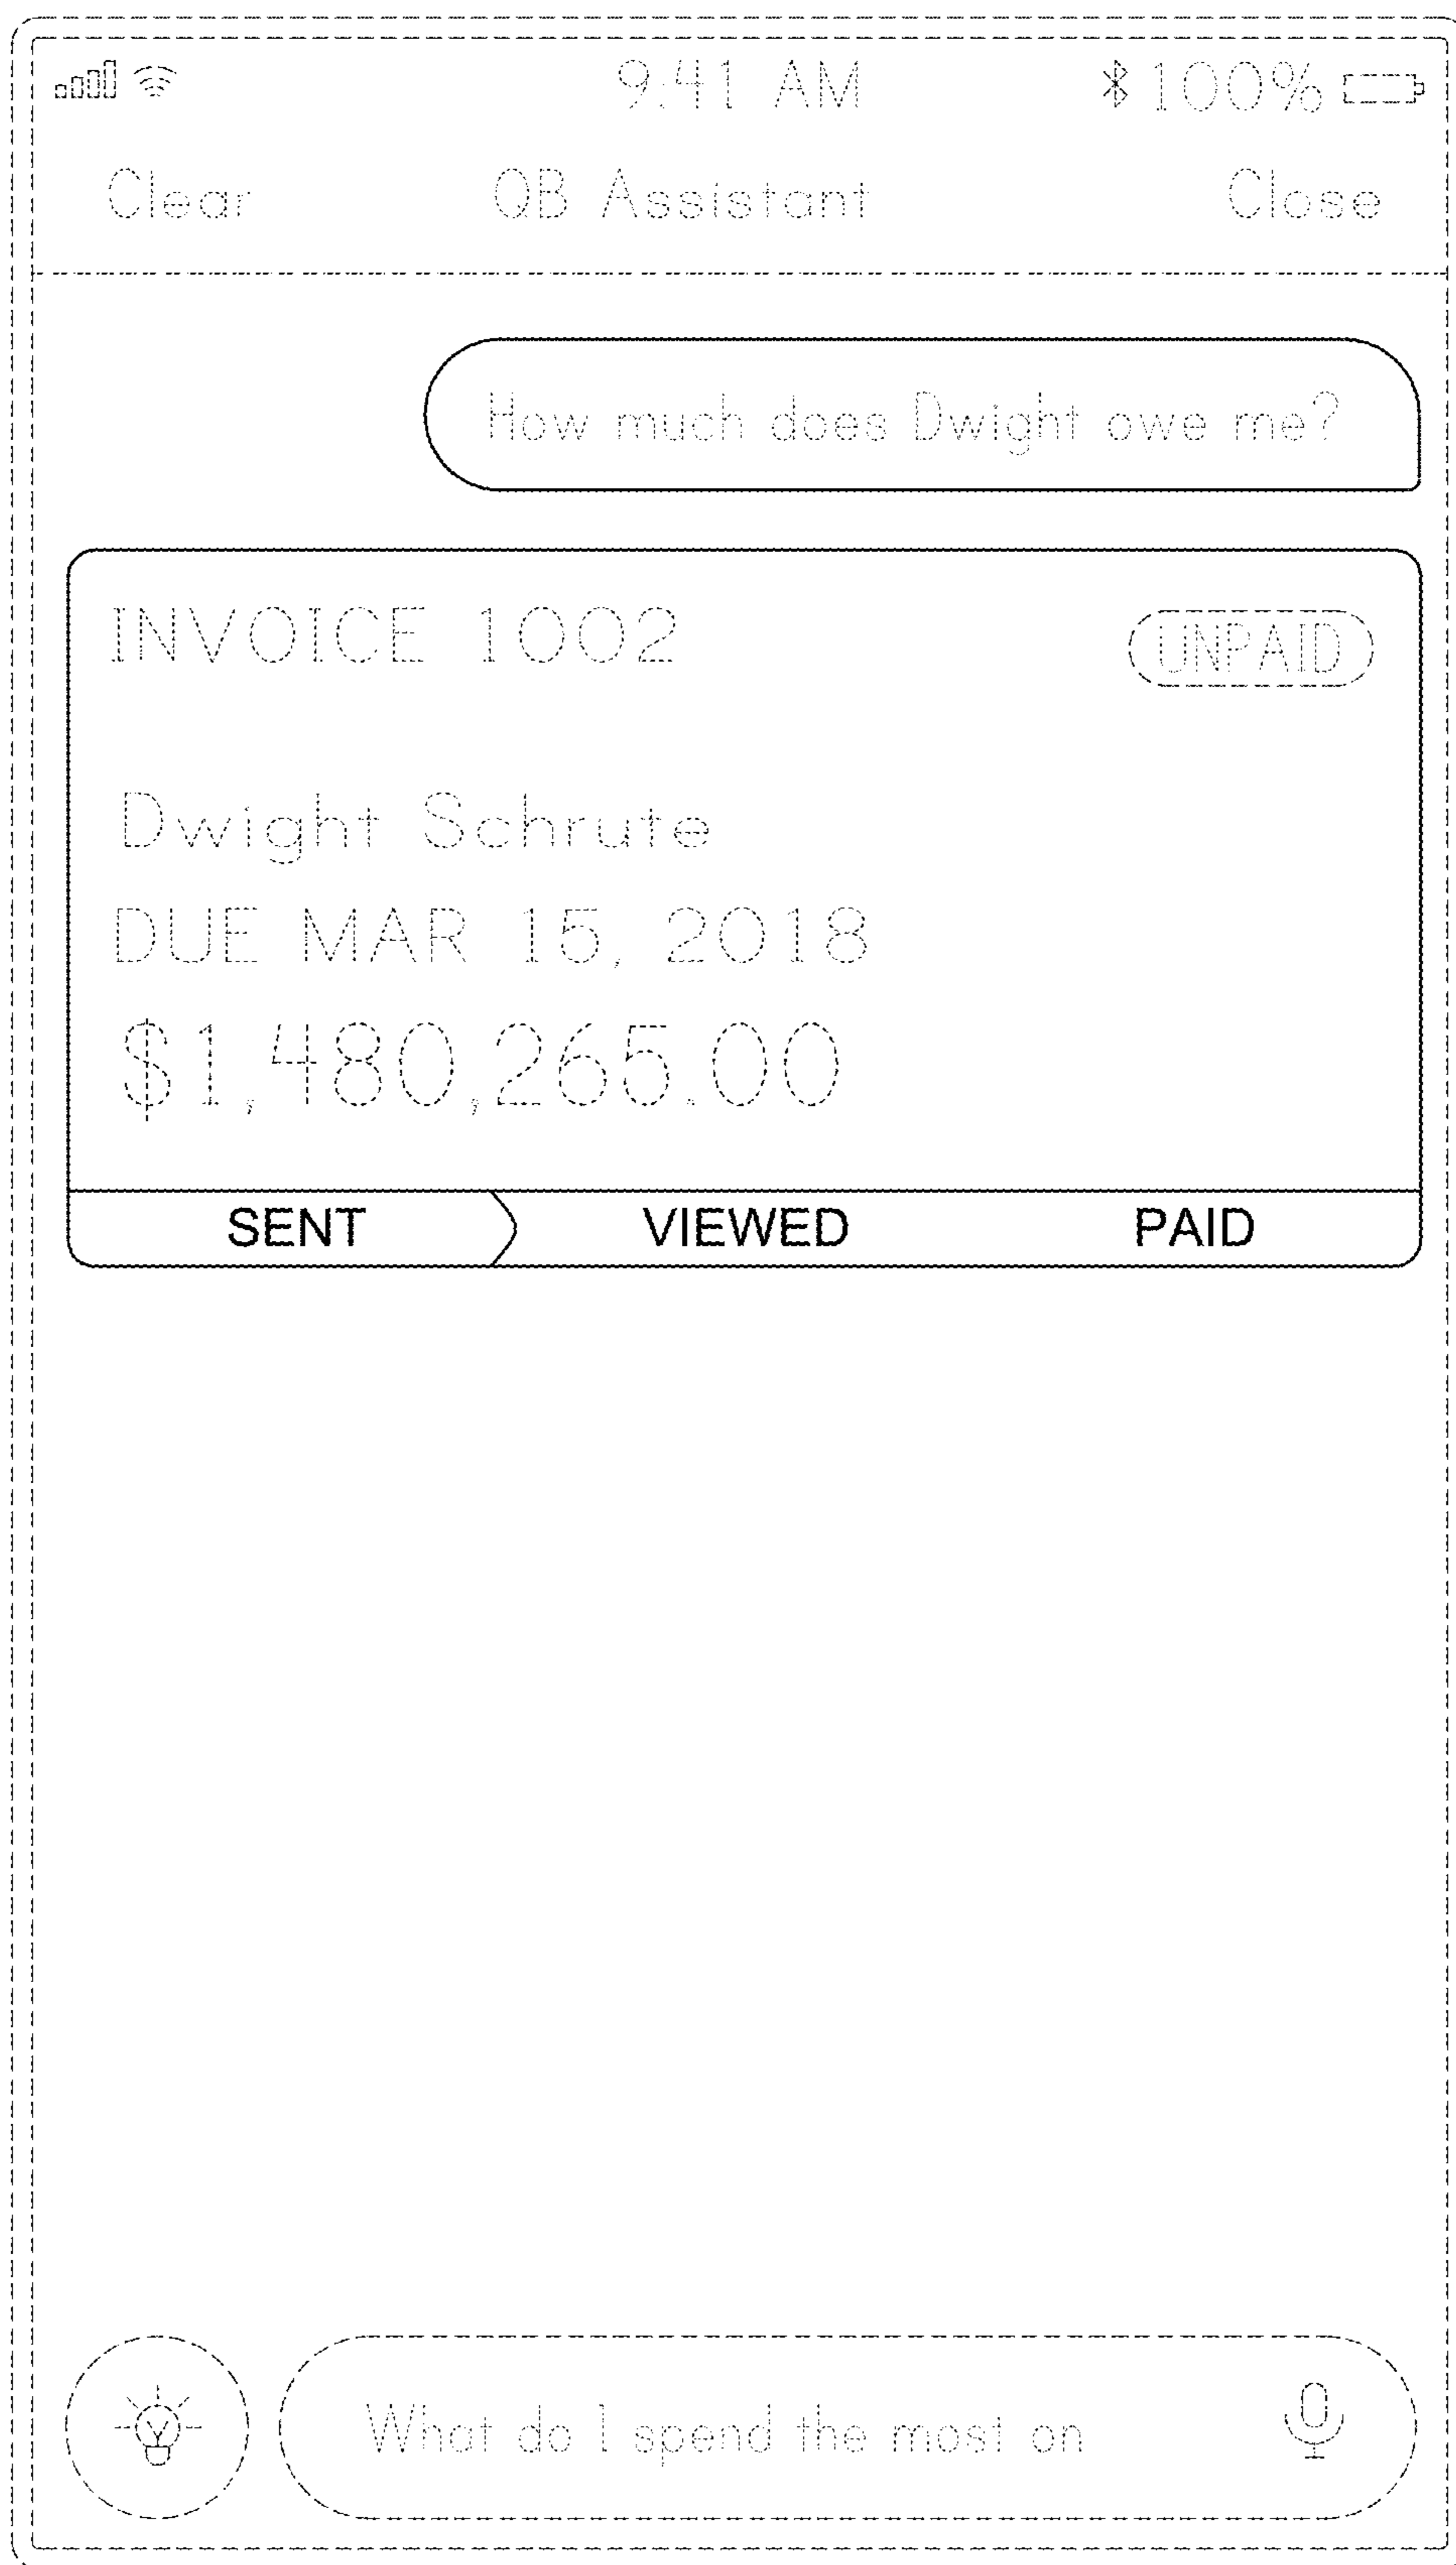 9:41 AM 100%
Clear QB Assistant Close
How much does Dwight owe me?
INVOICE 1002 UNPAID
Dwight Schrute
DUE MAR 15, 2018
$1,480,265.00
SENT VIEWED PAID
What do I spend the most on